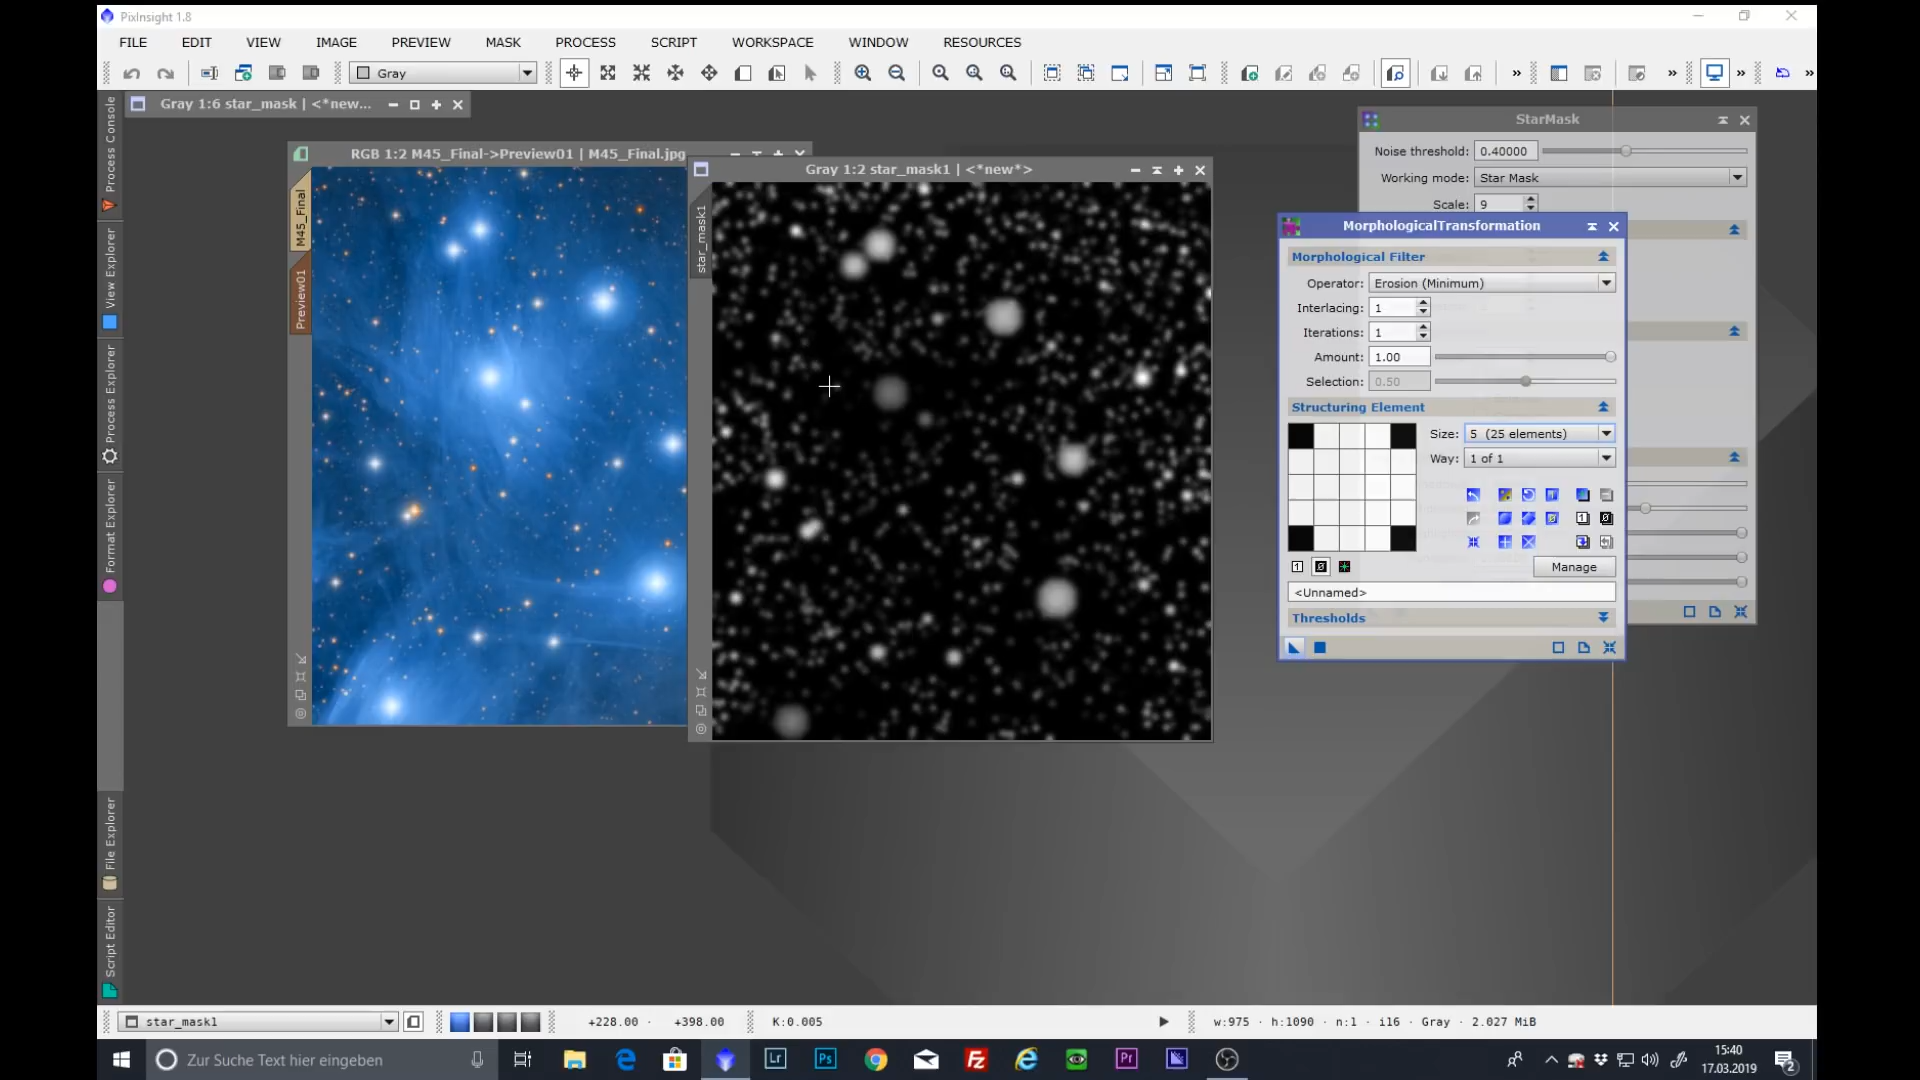 PixInsight 1.8
FILE EDIT VIEW IMAGE PREVIEW MASK PROCESS SCRIPT WORKSPACE WINDOW RESOURCES
Gray
Gray 1:6 star_mask | <*new...
RGB 1:2 M45_Final->Preview01 | M45_Final.jpg
Gray 1:2 star_mask1 | <*new*>
StarMask
Noise threshold: 0.40000
Working mode: Star Mask
Scale: 9
MorphologicalTransformation
Morphological Filter
Operator: Erosion (Minimum)
Interlacing: 1
Iterations: 1
Amount: 1.00
Selection: 0.50
Structuring Element
Size: 5 (25 elements)
Way: 1 of 1
Manage
<Unnamed>
Thresholds
Process Console
View Explorer
Process Explorer
Format Explorer
File Explorer
Script Editor
M45_Final
Preview01
star_mask1
star_mask1
+228.00 · +398.00
K:0.005
w:975 · h:1090 · n:1 · i16 · Gray · 2.027 MiB
Zur Suche Text hier eingeben
Lr
Ps
Fz
Pr
15:40
17.03.2019
2